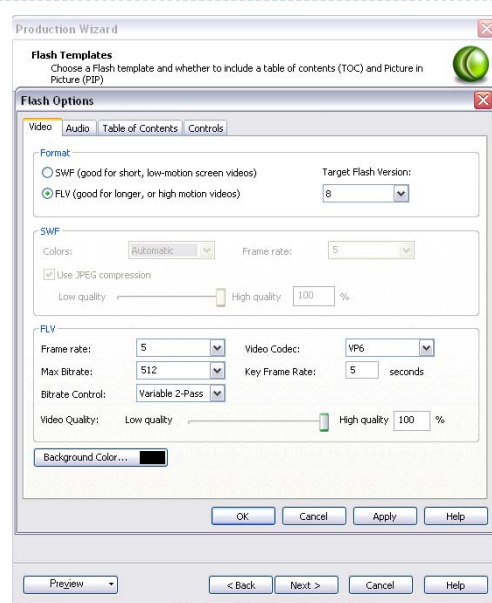 Production Wizard
Flash Templates
Choose a Flash template and whether to include a table of contents (TOC) and Picture in
Picture (PIP)
Flash Options
Video Audio Table of Contents Controls
Format
SWF (good for short, low-motion screen videos) Target Flash Version:
FLV (good for longer, or high motion videos) 8
SWF
Colors: Automatic Frame rate: 5
Use JPEG compression
Low quality High quality 100 %
FLV
Frame rate: 5 Video Codec: VP6
Max Bitrate: 512 Key Frame Rate: 5 seconds
Bitrate Control: Variable 2-Pass
Video Quality: Low quality High quality 100 %
Background Color...
OK Cancel Apply Help
Preview < Back Next > Cancel Help